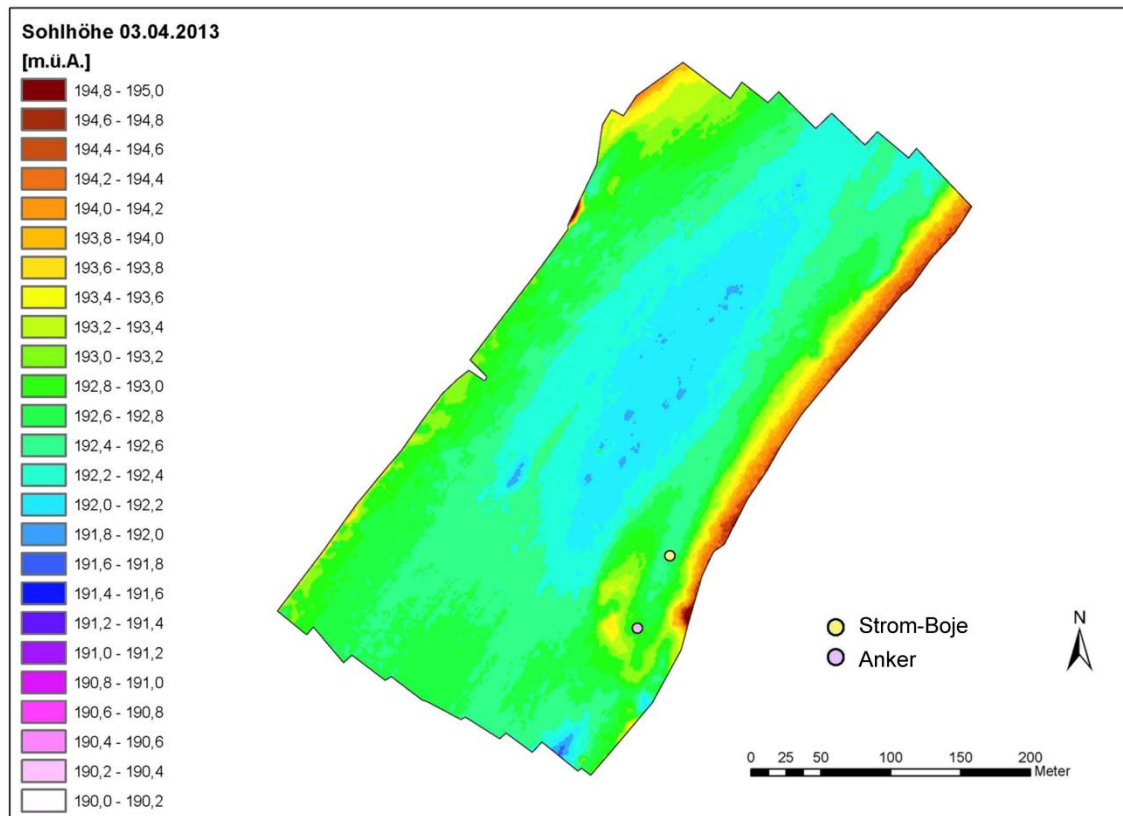 Sohlhöhe 03.04.2013
[m.ü.A.]
194,8 - 195,0
194,6 - 194,8
194,4 - 194,6
194,2 - 194,4
194,0 - 194,2
193,8 - 194,0
193,6 - 193,8
193,4 - 193,6
193,2 - 193,4
193,0 - 193,2
192,8 - 193,0
192,6 - 192,8
192,4 - 192,6
192,2 - 192,4
192,0 - 192,2
191,8 - 192,0
191,6 - 191,8
191,4 - 191,6
191,2 - 191,4
191,0 - 191,2
190,8 - 191,0
190,6 - 190,8
190,4 - 190,6
190,2 - 190,4
190,0 - 190,2
Strom-Boje
Anker
N
0 25 50 100 150 200
Meter